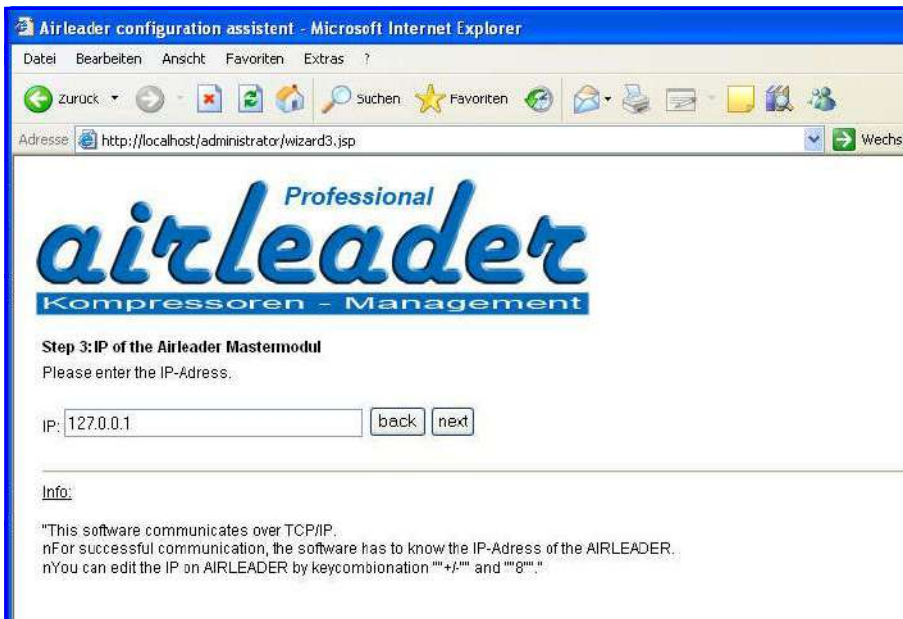 Airleader configuration assistent - Microsoft Internet Explorer
Datei Bearbeiten Ansicht Favoriten Extras ?
Zurück Suchen Favoriten
Adresse http://localhost/administrator/wizard3.jsp Wechs
Professional
airleader
Kompressoren - Management
Step 3:IP of the Airleader Mastermodul
Please enter the IP-Adress.
IP: 127.0.0.1 back next
Info:
"This software communicates over TCP/IP.
nFor successful communication, the software has to know the IP-Adress of the AIRLEADER.
nYou can edit the IP on AIRLEADER by keycombionation ""+/-"" and ""8""."